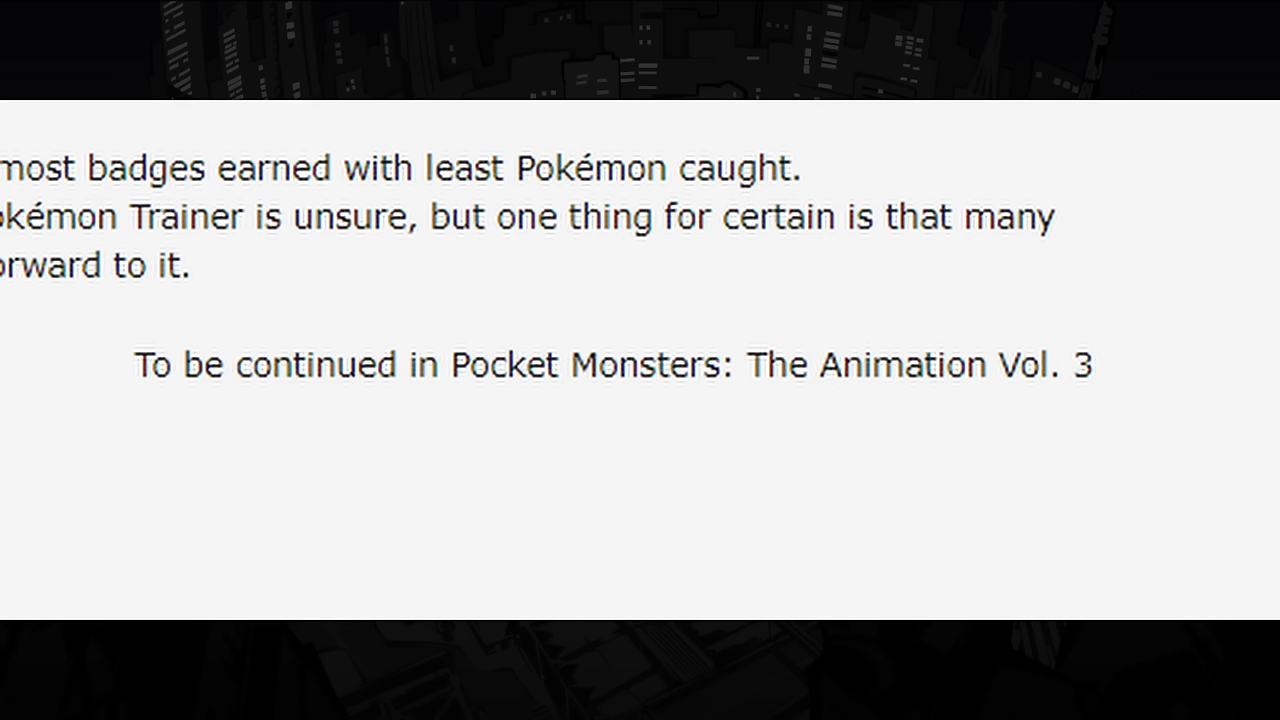 most badges earned with least Pokémon caught.
okémon Trainer is unsure, but one thing for certain is that many
orward to it.
To be continued in Pocket Monsters: The Animation Vol. 3